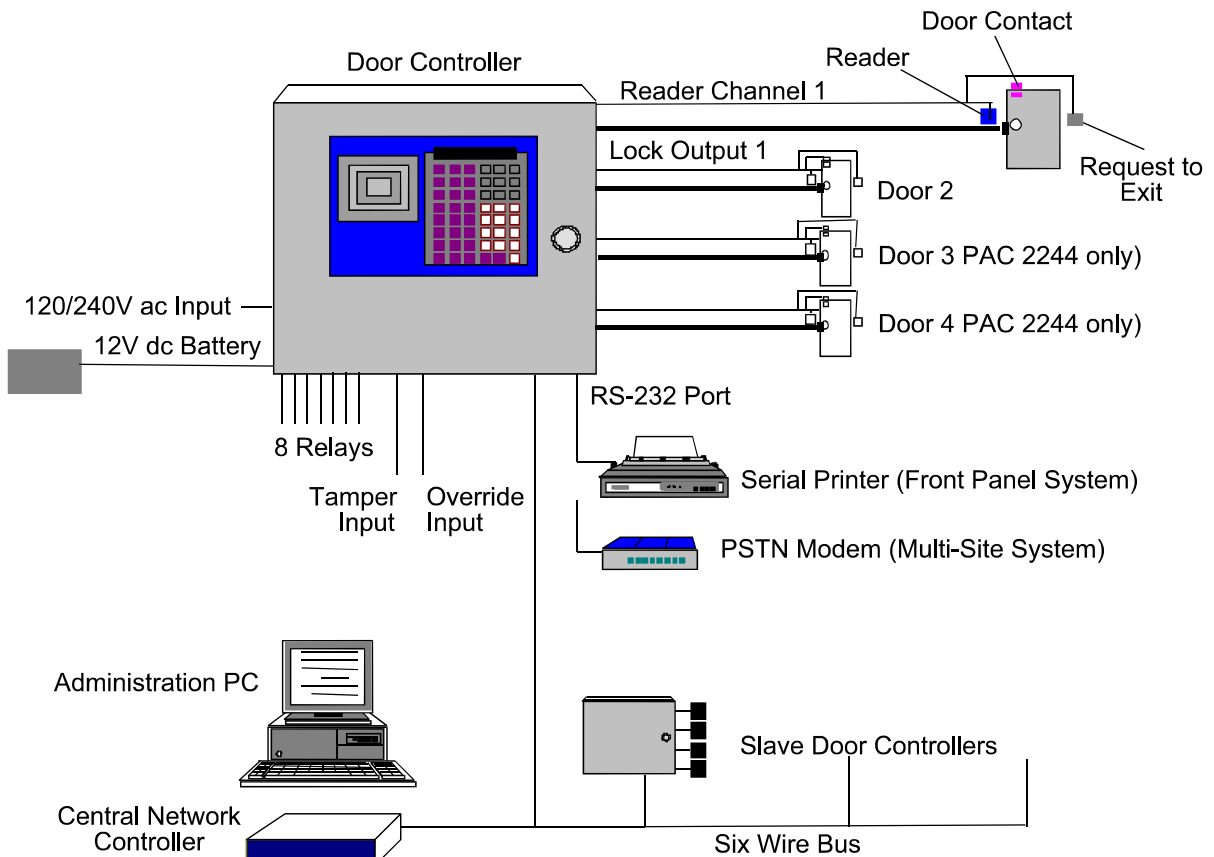 Door Contact
Reader
Door Controller
Reader Channel 1
Lock Output 1
Request to
Exit
Door 2
Door 3 PAC 2244 only)
120/240V ac Input
Door 4 PAC 2244 only)
12V dc Battery
RS-232 Port
8 Relays
Serial Printer (Front Panel System)
Tamper
Input
Override
Input
PSTN Modem (Multi-Site System)
Administration PC
Slave Door Controllers
Central Network
Controller
Six Wire Bus